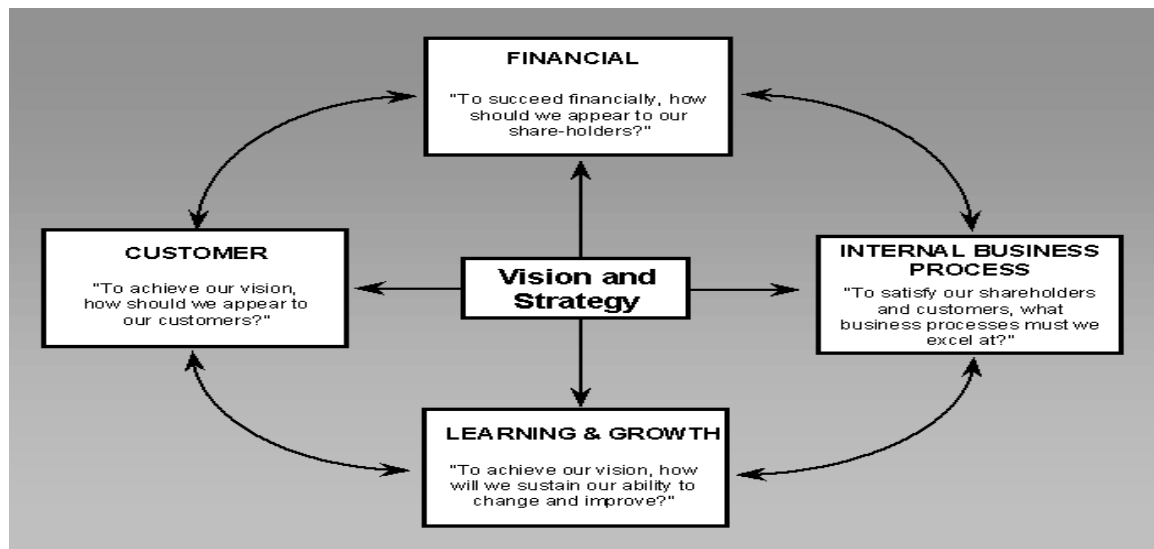 FINANCIAL
"To succeed financially, how
should we appear to our
share-holders?"
CUSTOMER
"To achieve our vision,
how should we appear to
our customers?"
Vision and
Strategy
INTERNAL BUSINESS
PROCESS
"To satisfy our shareholders
and customers, what
business processes must we
excel at?"
LEARNING & GROWTH
"To achieve our vision, how
will we sustain our ability to
change and improve?"